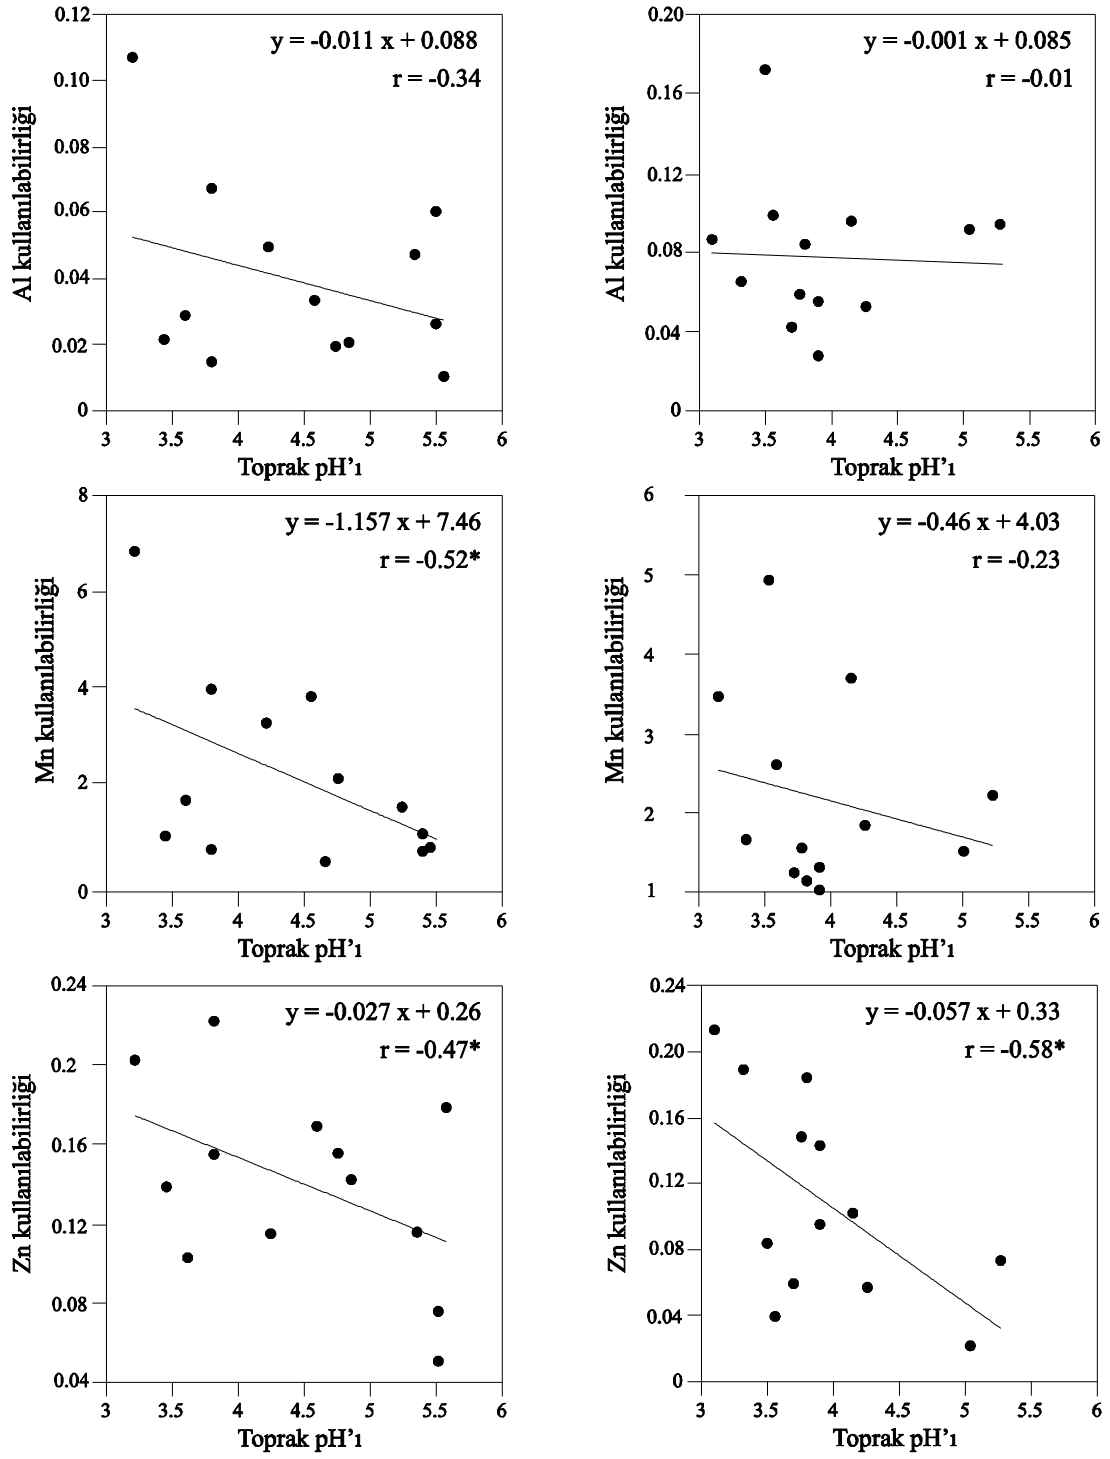 y = -0.011 x + 0.088
r = -0.34
Al kullanılabilirliği
0.12
0.10
0.08
0.06
0.04
0.02
0
3 3.5 4 4.5 5 5.5 6
Toprak pH’ı
y = -0.001 x + 0.085
r = -0.01
Al kullanılabilirliği
0.20
0.16
0.12
0.08
0.04
0
3 3.5 4 4.5 5 5.5 6
Toprak pH’ı
y = -1.157 x + 7.46
r = -0.52*
Mn kullanılabilirliği
8
6
4
2
0
3 3.5 4 4.5 5 5.5 6
Toprak pH’ı
y = -0.46 x + 4.03
r = -0.23
Mn kullanılabilirliği
6
5
4
3
2
1
3 3.5 4 4.5 5 5.5 6
Toprak pH’ı
y = -0.027 x + 0.26
r = -0.47*
Zn kullanılabilirliği
0.24
0.2
0.16
0.12
0.08
0.04
3 3.5 4 4.5 5 5.5 6
Toprak pH’ı
y = -0.057 x + 0.33
r = -0.58*
Zn kullanılabilirliği
0.24
0.20
0.16
0.12
0.08
0.04
0
3 3.5 4 4.5 5 5.5 6
Toprak pH’ı